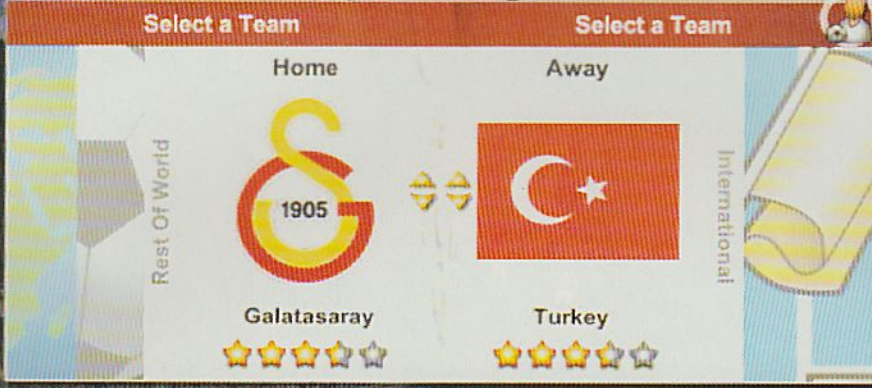 Select a Team
Select a Team
Home
Away
Rest Of World
1905
International
Galatasaray
Turkey